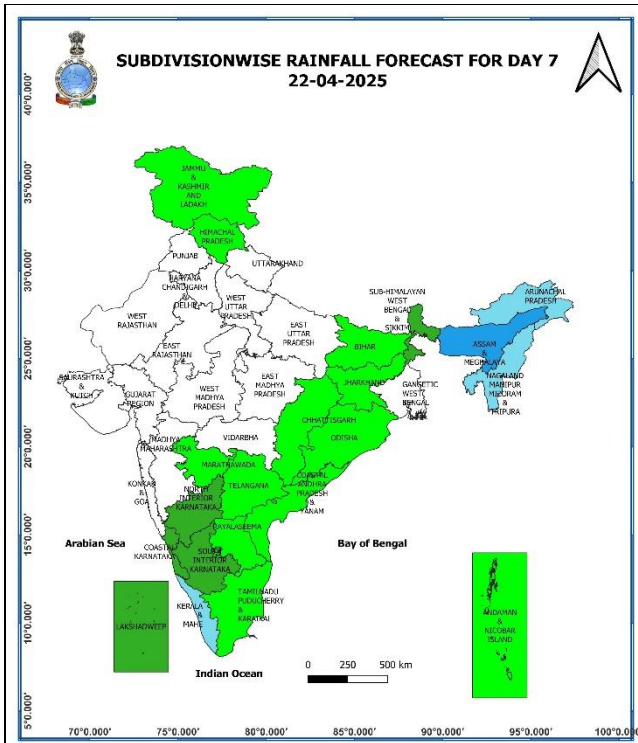 SUBDIVISIONWISE RAINFALL FORECAST FOR DAY 7
22-04-2025
40°0.000'
35°0.000'
30°0.000'
25°0.000'
20°0.000'
15°0.000'
10°0.000'
5°0.000'
JAMMU
&
KASHMIR
AND
LADAKH
HIMACHAL
PRADESH
PUNJAB
UTTARAKHAND
HARYANA
CHANDIGARH
&
DELHI
WEST
UTTAR
PRADESH
WEST
RAJASTHAN
EAST
RAJASTHAN
EAST
UTTAR
PRADESH
SUB-HIMALAYAN
WEST
BENGAL
&
SIKKIM
ARUNACHAL
PRADESH
ASSAM
&
MEGHALAYA
NAGALAND
MANIPUR
MIZORAM
&
TRIPURA
BIHAR
JHARKHAND
GANGETIC
WEST
BENGAL
SAURASHTRA
&
KUTCH
GUJARAT
REGION
WEST
MADHYA
PRADESH
EAST
MADHYA
PRADESH
CHHATTISGARH
ODISHA
MADHYA
MAHARASHTRA
VIDARBHA
MARATHAWADA
TELANGANA
COASTAL
ANDHRA
PRADESH
&
YANAM
KONKAN
&
GOA
NORTH
INTERIOR
KARNATAKA
RAYALASEEMA
COASTAL
KARNATAKA
SOUTH
INTERIOR
KARNATAKA
Arabian Sea
Bay of Bengal
KERALA
&
MAHE
TAMILNADU
PUDUCHERRY
&
KARAIKAL
LAKSHADWEEP
ANDAMAN
&
NICOBAR
ISLAND
Indian Ocean
0 250 500 km
70°0.000' 75°0.000' 80°0.000' 85°0.000' 90°0.000' 95°0.000' 100°0.000'